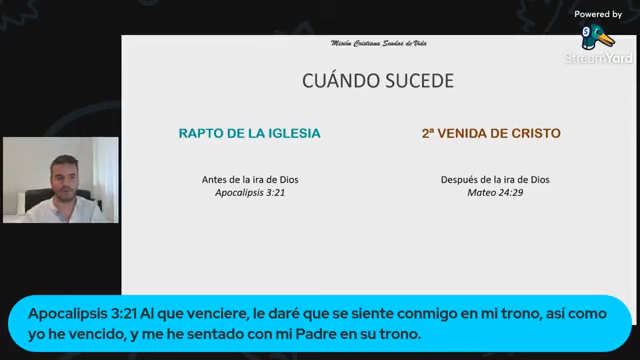 Powered by
StreamYard
Misión Cristiana Sendas de Vida
CUÁNDO SUCEDE
RAPTO DE LA IGLESIA
2ª VENIDA DE CRISTO
Antes de la ira de Dios
Apocalipsis 3:21
Después de la ira de Dios
Mateo 24:29
Apocalipsis 3:21 Al que venciere, le daré que se siente conmigo en mi trono, así como
yo he vencido, y me he sentado con mi Padre en su trono.